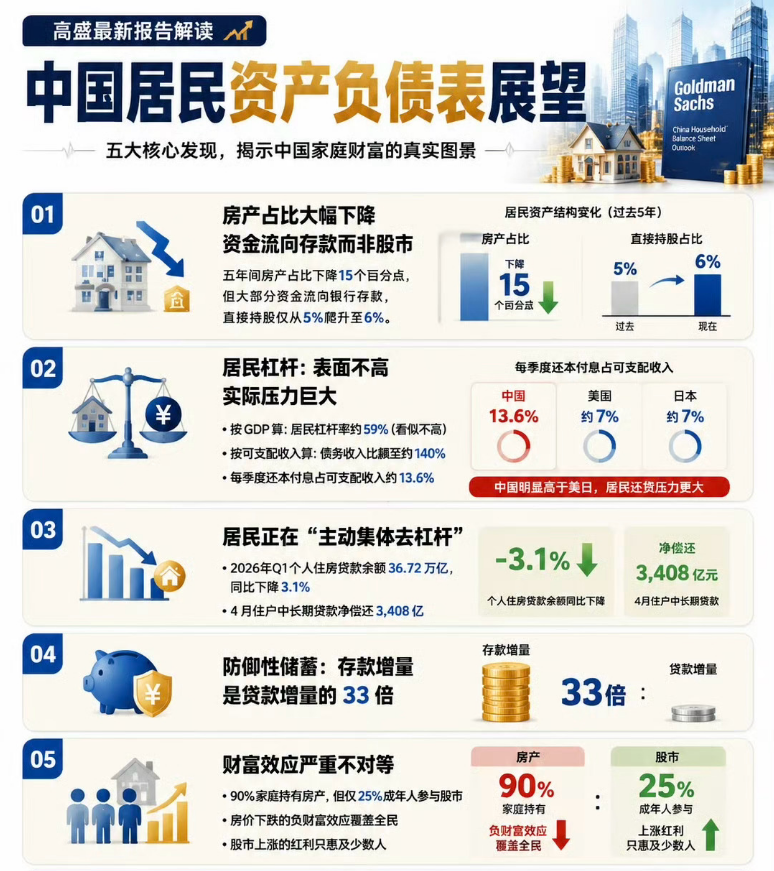 高盛最新报告解读
中国居民资产负债表展望
Goldman
Sachs
China Household
Balance Sheet
Outlook
五大核心发现，揭示中国家庭财富的真实图景
01
房产占比大幅下降
资金流向存款而非股市
五年间房产占比下降15个百分点，
但大部分资金流向银行存款，
直接持股仅从5%爬升至6%。
居民资产结构变化（过去5年）
房产占比
下降
15
个百分点
直接持股占比
5%
6%
过去
现在
02
居民杠杆：表面不高
实际压力巨大
•按GDP算：居民杠杆率约59%（看似不高）
•按可支配收入算：债务收入比飙至约140%
•每季度还本付息占可支配收入约13.6%
每季度还本付息占可支配收入
中国
13.6%
美国
约7%
日本
约7%
中国明显高于美日，居民还贷压力更大
03
居民正在“主动集体去杠杆”
•2026年Q1个人住房贷款余额36.72万亿，
同比下降3.1%
•4月住户中长期贷款净偿还3,408亿
-3.1%
个人住房贷款余额同比下降
净偿还
3,408亿元
4月住户中长期贷款
04
防御性储蓄：存款增量
是贷款增量的33倍
存款增量
33倍
：
贷款增量
05
财富效应严重不对等
•90%家庭持有房产，但仅25%成年人参与股市
•房价下跌的负财富效应覆盖全民
•股市上涨的红利只惠及少数人
房产
90%
家庭持有
负财富效应
覆盖全民
：
股市
25%
成年人参与
上涨红利
只惠及少数人